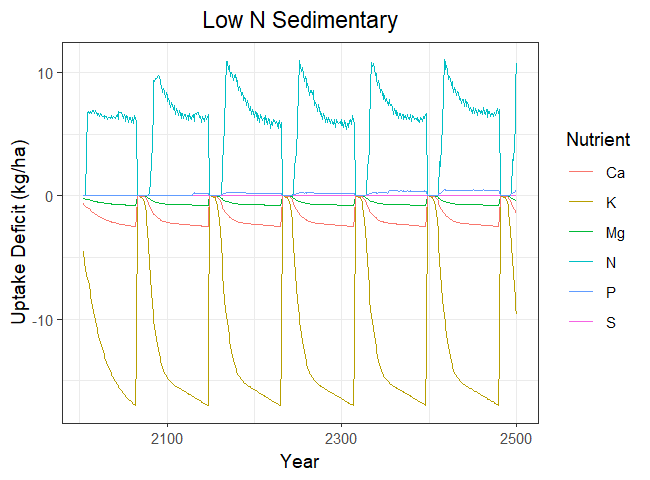 Low N Sedimentary
Uptake Deficit (kg/ha)
10
0
-10
2100
2300
2500
Year
Nutrient
Ca
K
Mg
N
P
S